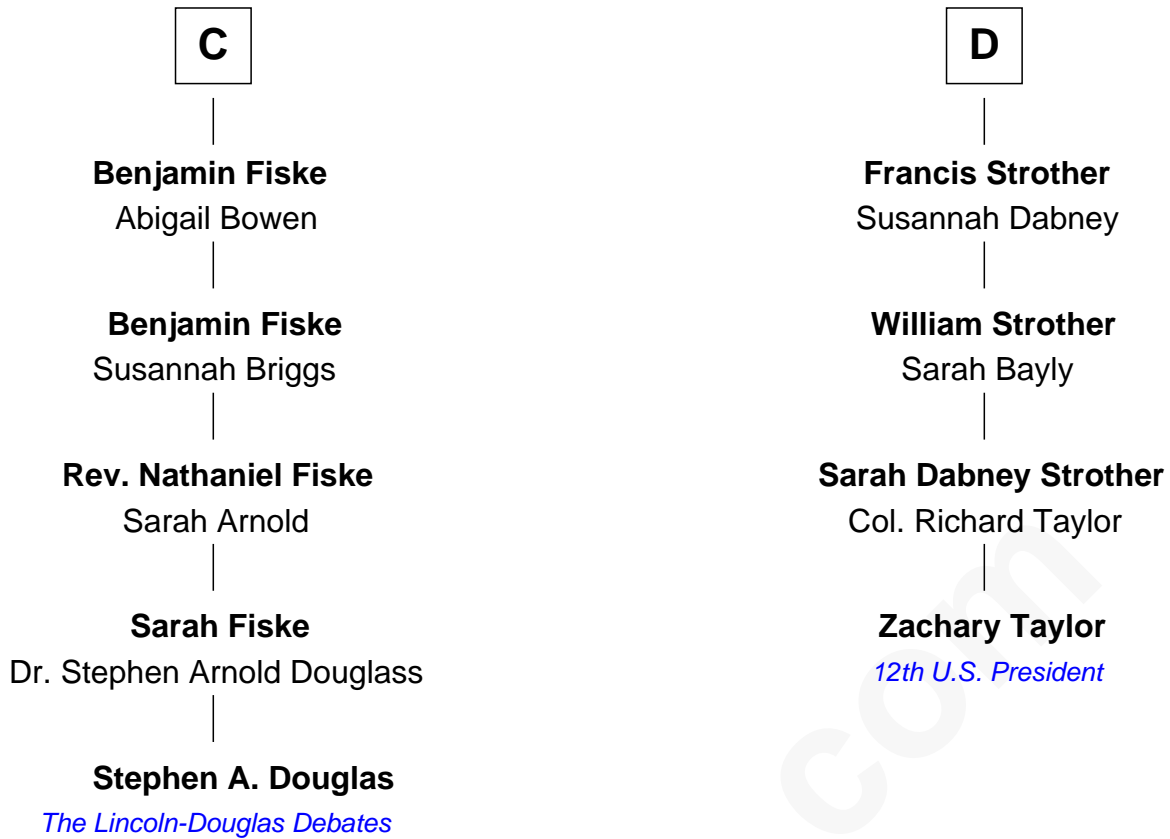 C
Benjamin Fiske
Abigail Bowen
Benjamin Fiske
Susannah Briggs
Rev. Nathaniel Fiske
Sarah Arnold
Sarah Fiske
Dr. Stephen Arnold Douglass
Stephen A. Douglas
The Lincoln-Douglas Debates
D
Francis Strother
Susannah Dabney
William Strother
Sarah Bayly
Sarah Dabney Strother
Col. Richard Taylor
Zachary Taylor
12th U.S. President
com